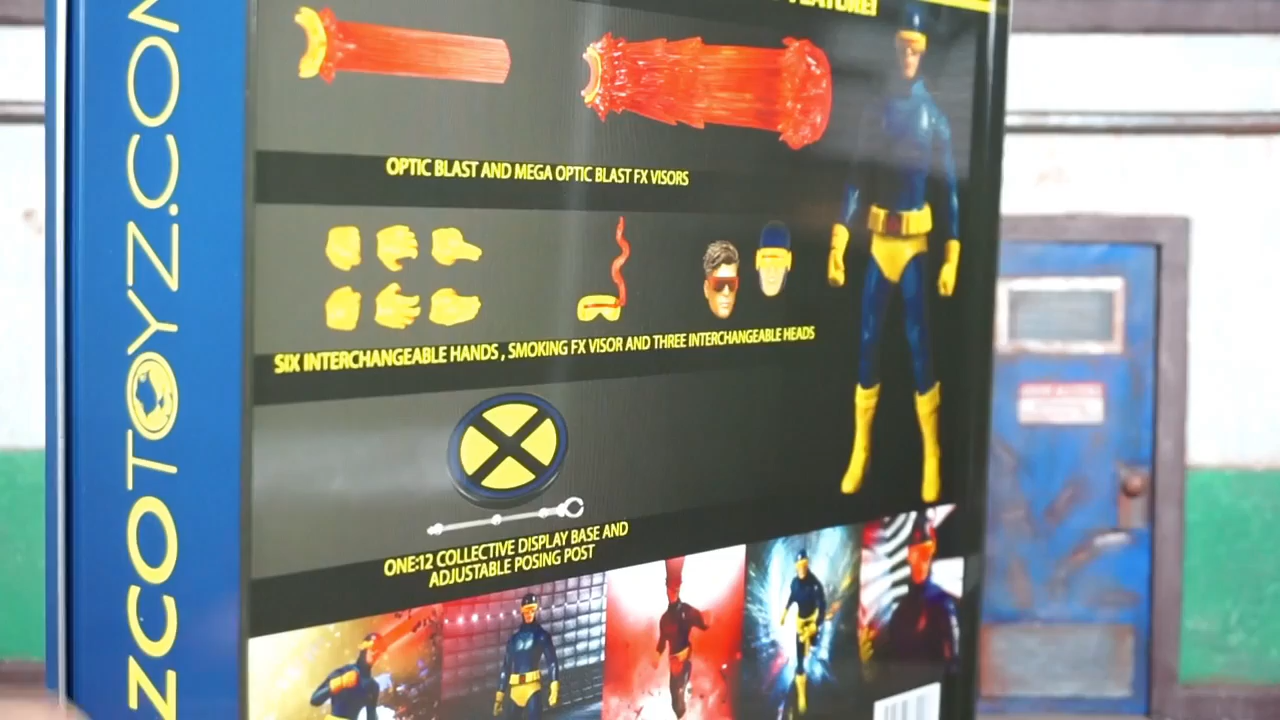 FEATURE!
OPTIC BLAST AND MEGA OPTIC BLAST FX VISORS
SIX INTERCHANGEABLE HANDS , SMOKING FX VISOR AND THREE INTERCHANGEABLE HEADS
ONE:12 COLLECTIVE DISPLAY BASE AND
ADJUSTABLE POSING POST
ZCOTOYZ.COM